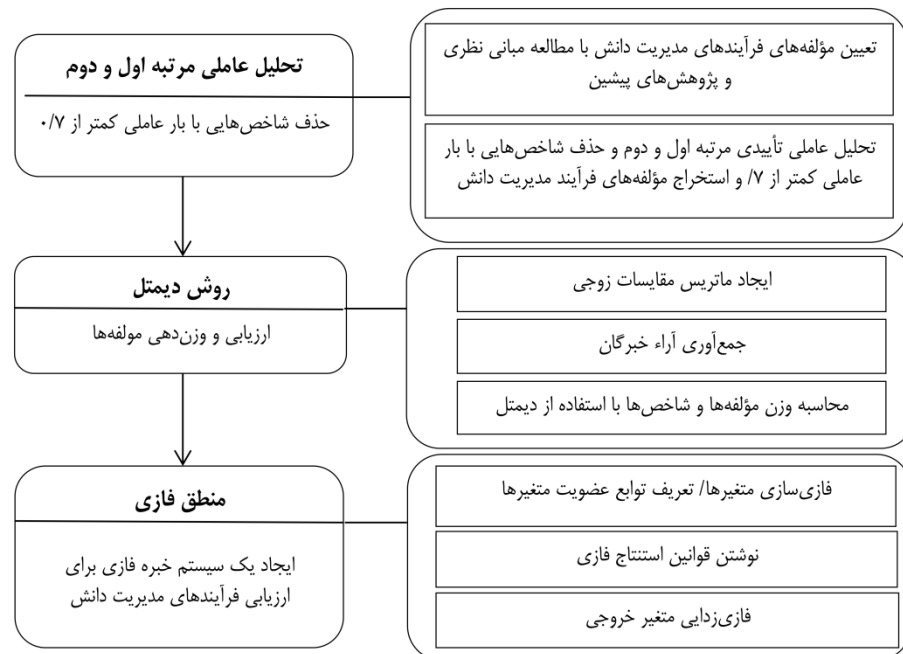 تحلیل عاملی مرتبه اول و دوم
حذف شاخص‌هایی با بار عاملی کمتر از ۰/۷
تعیین مؤلفه‌های فرآیندهای مدیریت دانش با مطالعه مبانی نظری
و پژوهش‌های پیشین
تحلیل عاملی تأییدی مرتبه اول و دوم و حذف شاخص‌هایی با بار
عاملی کمتر از ۷/ و استخراج مؤلفه‌های فرآیند مدیریت دانش
روش دیمتل
ارزیابی و وزن‌دهی مولفه‌ها
ایجاد ماتریس مقایسات زوجی
جمع‌آوری آراء خبرگان
محاسبه وزن مؤلفه‌ها و شاخص‌ها با استفاده از دیمتل
منطق فازی
ایجاد یک سیستم خبره فازی برای
ارزیابی فرآیندهای مدیریت دانش
فازی‌سازی متغیرها/ تعریف توابع عضویت متغیرها
نوشتن قوانین استنتاج فازی
فازی‌زدایی متغیر خروجی